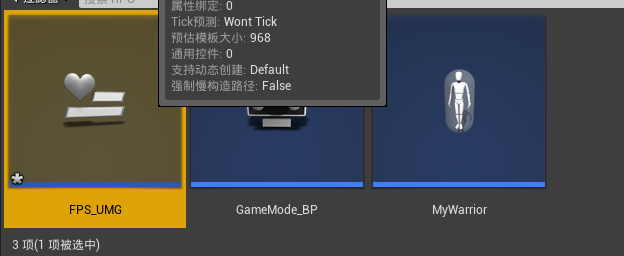 属性绑定: 0
Tick预测: Wont Tick
预估模板大小: 968
通用控件: 0
支持动态创建: Default
强制慢构造路径: False
FPS_UMG
GameMode_BP
MyWarrior
3 项(1 项被选中)